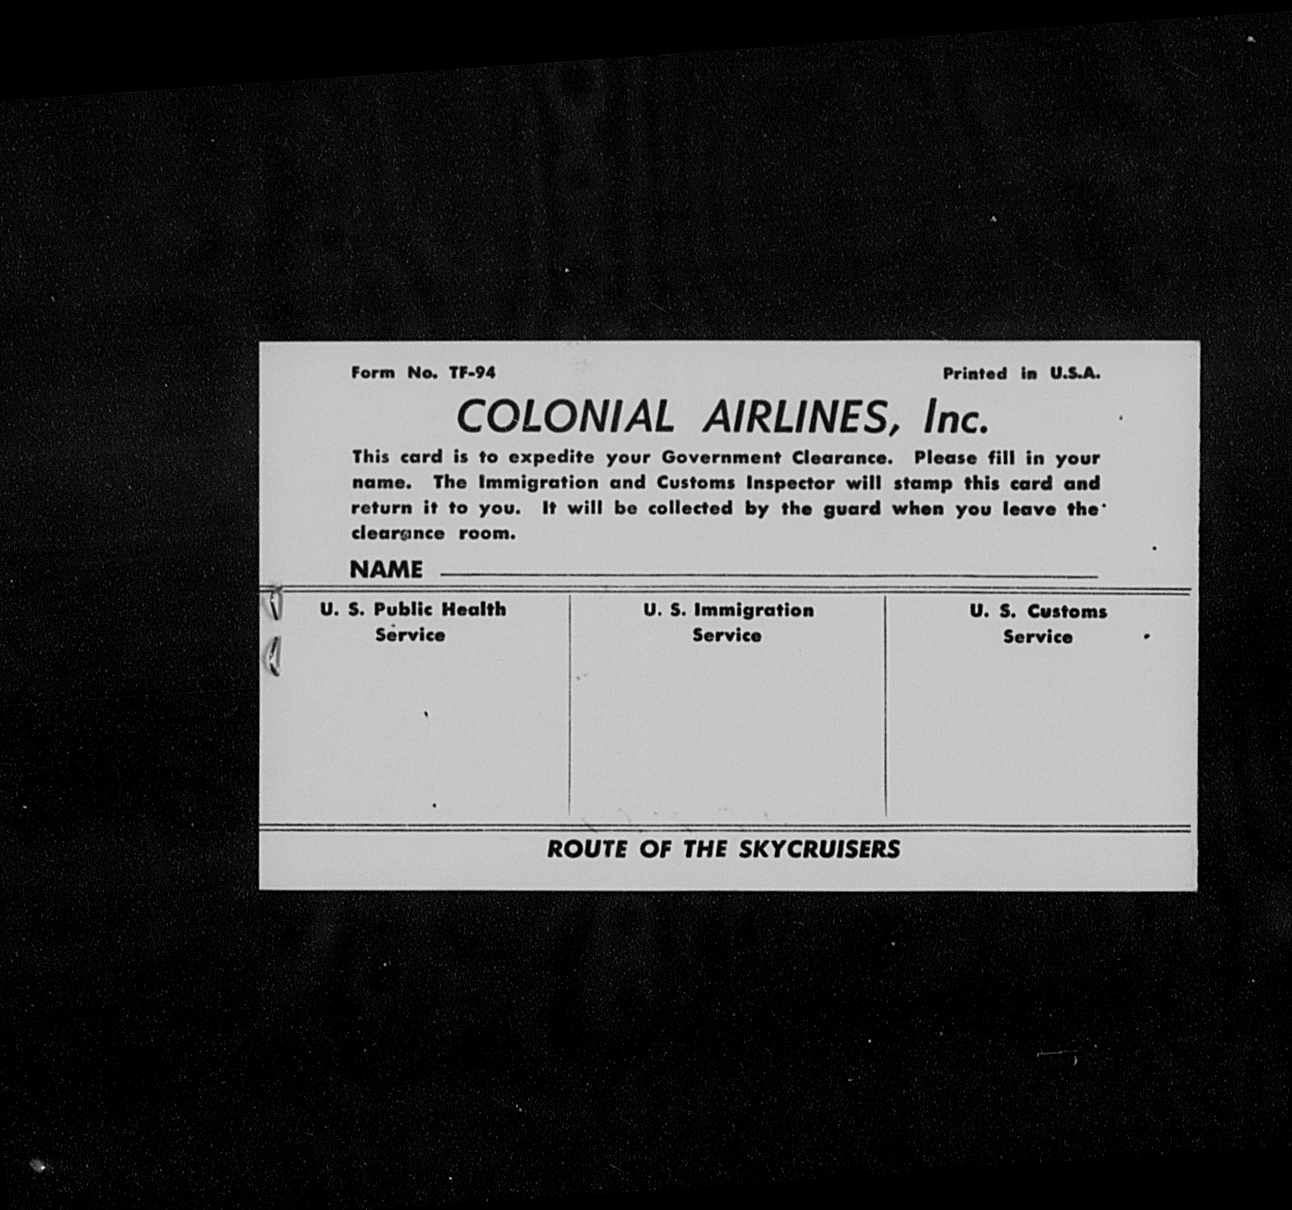 Form No. TF-94 Printed in U.S.A.
COLONIAL AIRLINES, Inc.
This card is to expedite your Government Clearance. Please fill in your
name. The Immigration and Customs Inspector will stamp this card and
return it to you. It will be collected by the guard when you leave the
clearance room.
NAME
U. S. Public Health
Service
U. S. Immigration
Service
U. S. Customs
Service
ROUTE OF THE SKYCRUISERS